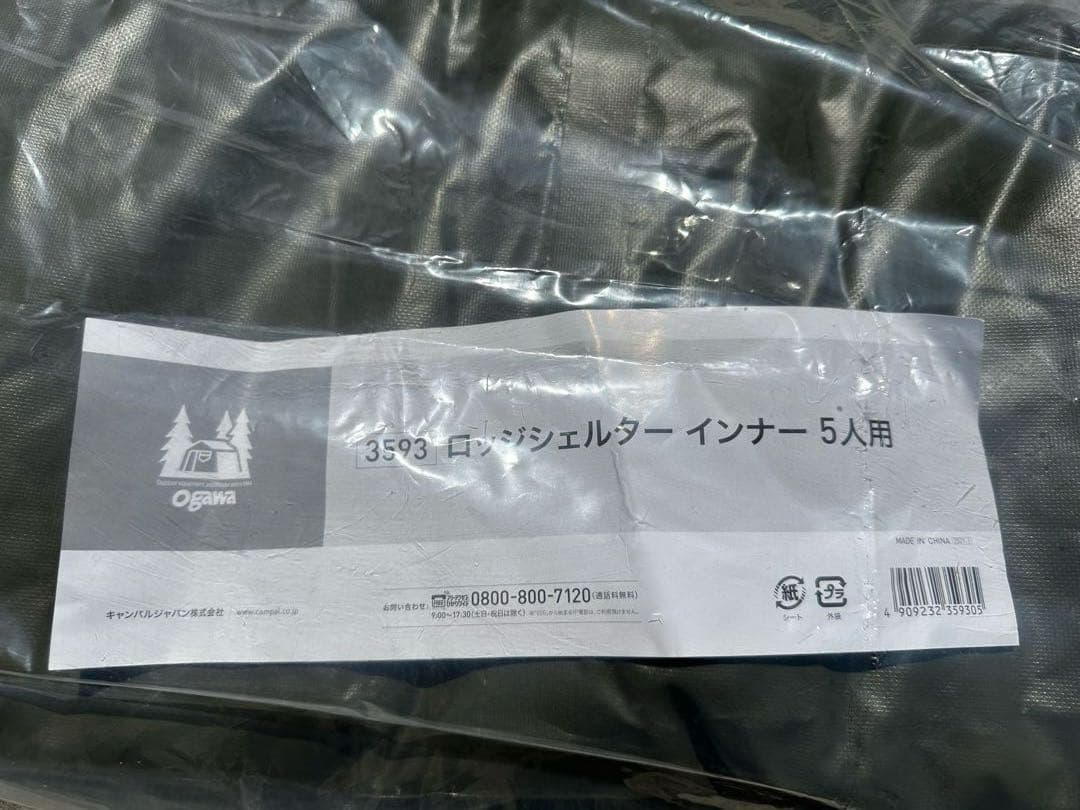 3593 ロッジシェルター インナー 5人用
ogawa
MADE IN CHINA
キャンパルジャパン株式会社 www.campal.co.jp
お問い合わせ 0800-800-7120(通話料無料)
9:00〜17:30(土日・祝日は除く)
紙
シート
プラ
外装
4 909232 359305